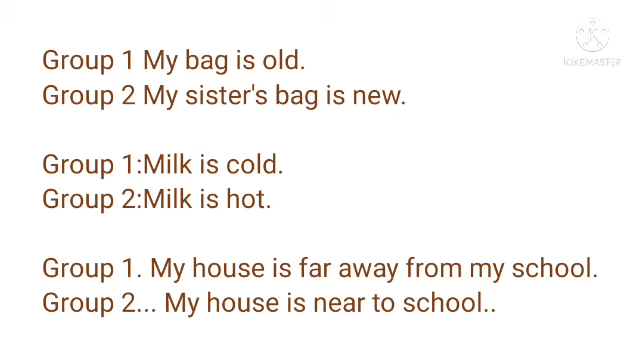 KINEMASTER
Group 1 My bag is old.
Group 2 My sister's bag is new.
Group 1:Milk is cold.
Group 2:Milk is hot.
Group 1. My house is far away from my school.
Group 2... My house is near to school..